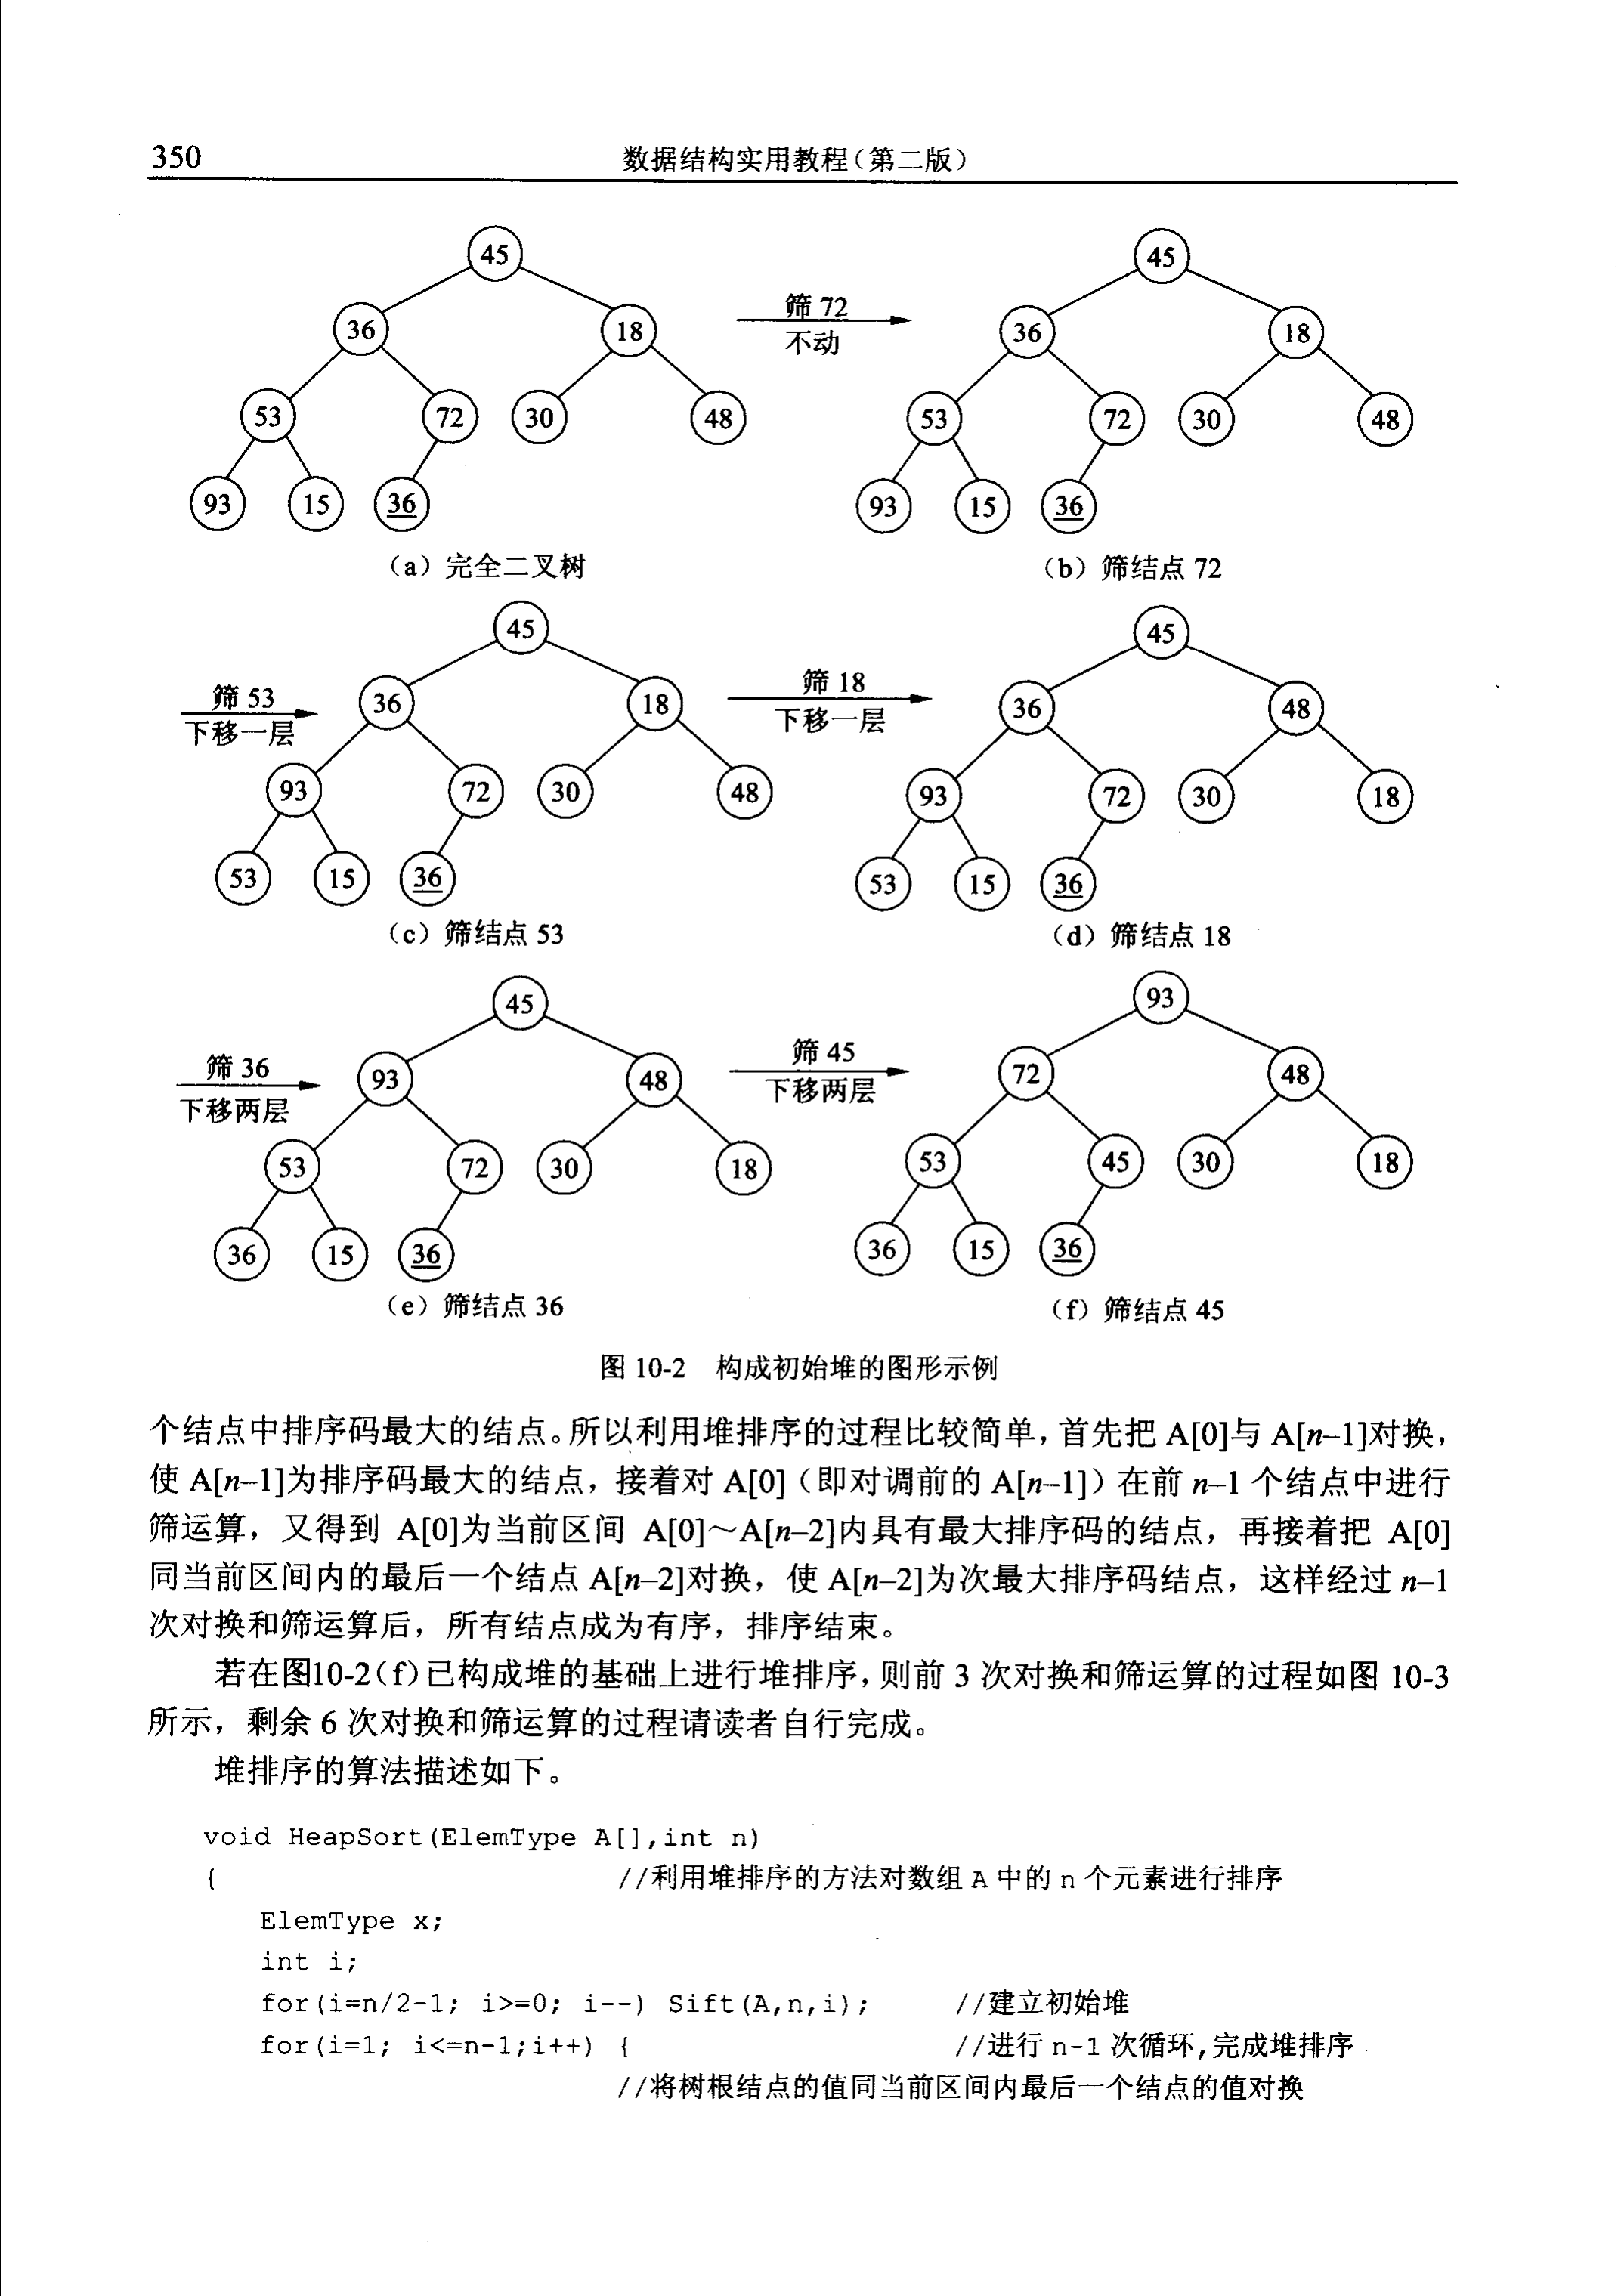 350 数据结构实用教程(第二版)
45 45
36 18 筛 72 不动 36 18
53 72 30 48 53 72 30 48
93 15 36 93 15 36
(a) 完全二叉树 (b) 筛结点 72
45 45
筛 53 下移一层 36 18 筛 18 下移一层 36 48
93 72 30 48 93 72 30 18
53 15 36 53 15 36
(c) 筛结点 53 (d) 筛结点 18
45 93
筛 36 下移两层 93 48 筛 45 下移两层 72 48
53 72 30 18 53 45 30 18
36 15 36 36 15 36
(e) 筛结点 36 (f) 筛结点 45
图 10-2 构成初始堆的图形示例
个结点中排序码最大的结点。所以利用堆排序的过程比较简单,首先把 A[0]与 A[n–1]对换,
使 A[n–1]为排序码最大的结点,接着对 A[0](即对调前的 A[n–1])在前 n–1 个结点中进行
筛运算,又得到 A[0]为当前区间 A[0]～A[n–2]内具有最大排序码的结点,再接着把 A[0]
同当前区间内的最后一个结点 A[n–2]对换,使 A[n–2]为次最大排序码结点,这样经过 n–1
次对换和筛运算后,所有结点成为有序,排序结束。
若在图10-2(f)已构成堆的基础上进行堆排序,则前 3 次对换和筛运算的过程如图 10-3
所示,剩余 6 次对换和筛运算的过程请读者自行完成。
堆排序的算法描述如下。
void HeapSort(ElemType A[],int n)
{ //利用堆排序的方法对数组 A 中的 n 个元素进行排序
ElemType x;
int i;
for(i=n/2-1; i>=0; i--) Sift(A,n,i); //建立初始堆
for(i=1; i<=n-1;i++) { //进行 n-1 次循环,完成堆排序
//将树根结点的值同当前区间内最后一个结点的值对换